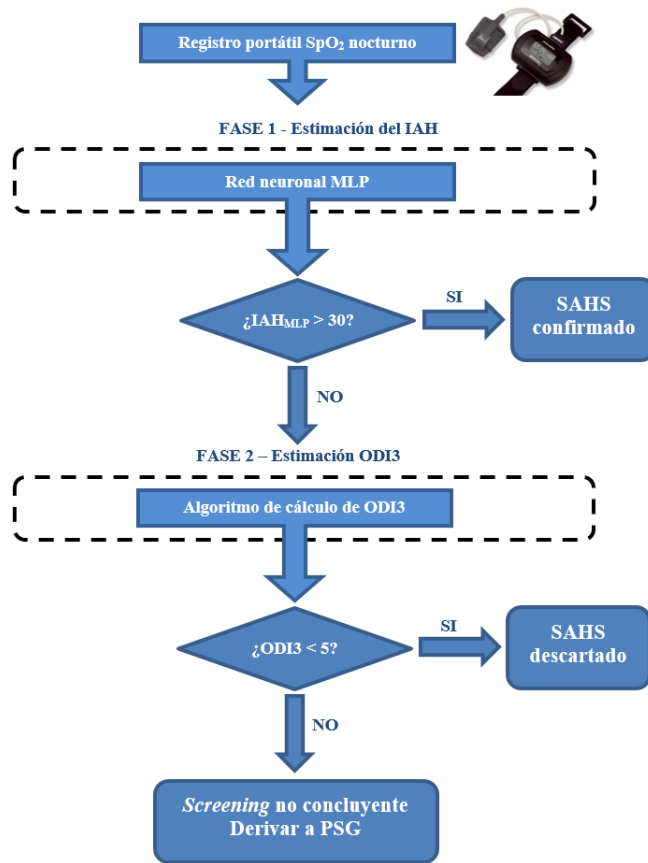 Registro portátil SpO₂ nocturno
FASE 1 - Estimación del IAH
Red neuronal MLP
¿IAH_MLP > 30?
SI
SAHS
confirmado
NO
FASE 2 – Estimación ODI3
Algoritmo de cálculo de ODI3
¿ODI3 < 5?
SI
SAHS
descartado
NO
Screening no concluyente
Derivar a PSG